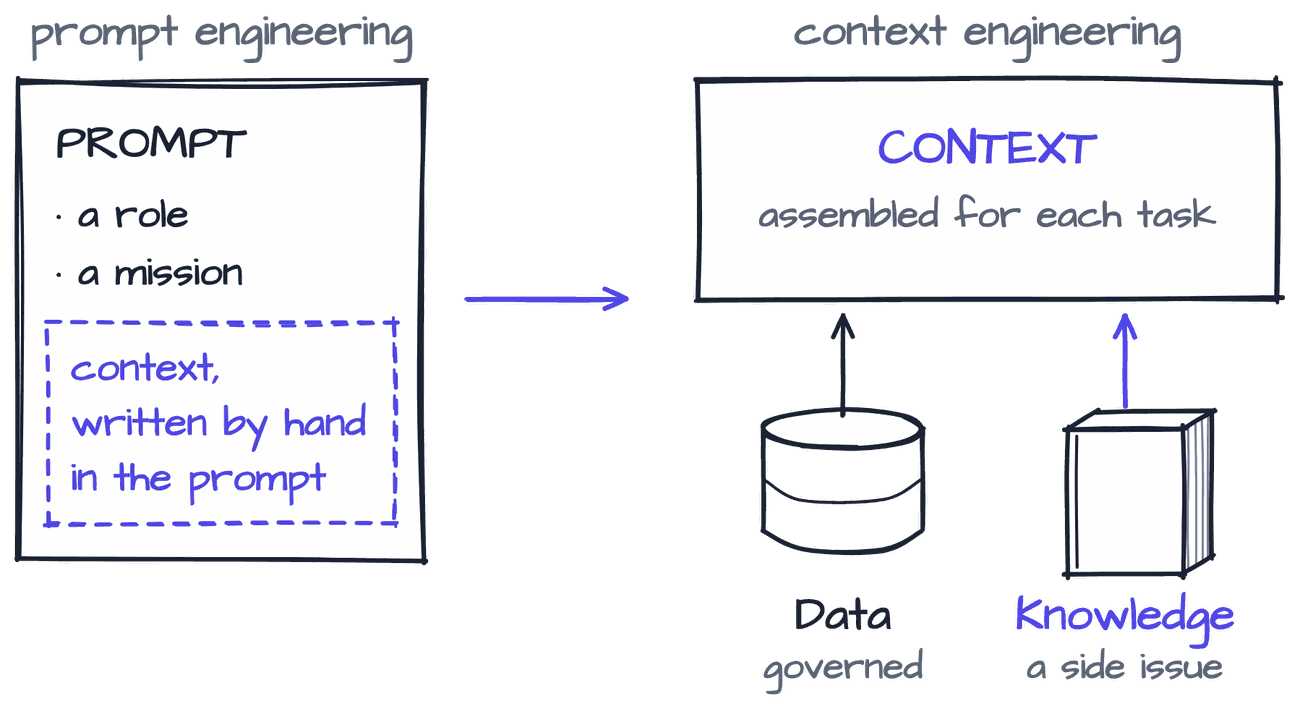 prompt engineering
PROMPT
· a role
· a mission
context,
written by hand
in the prompt
context engineering
CONTEXT
assembled for each task
Data
governed
Knowledge
a side issue